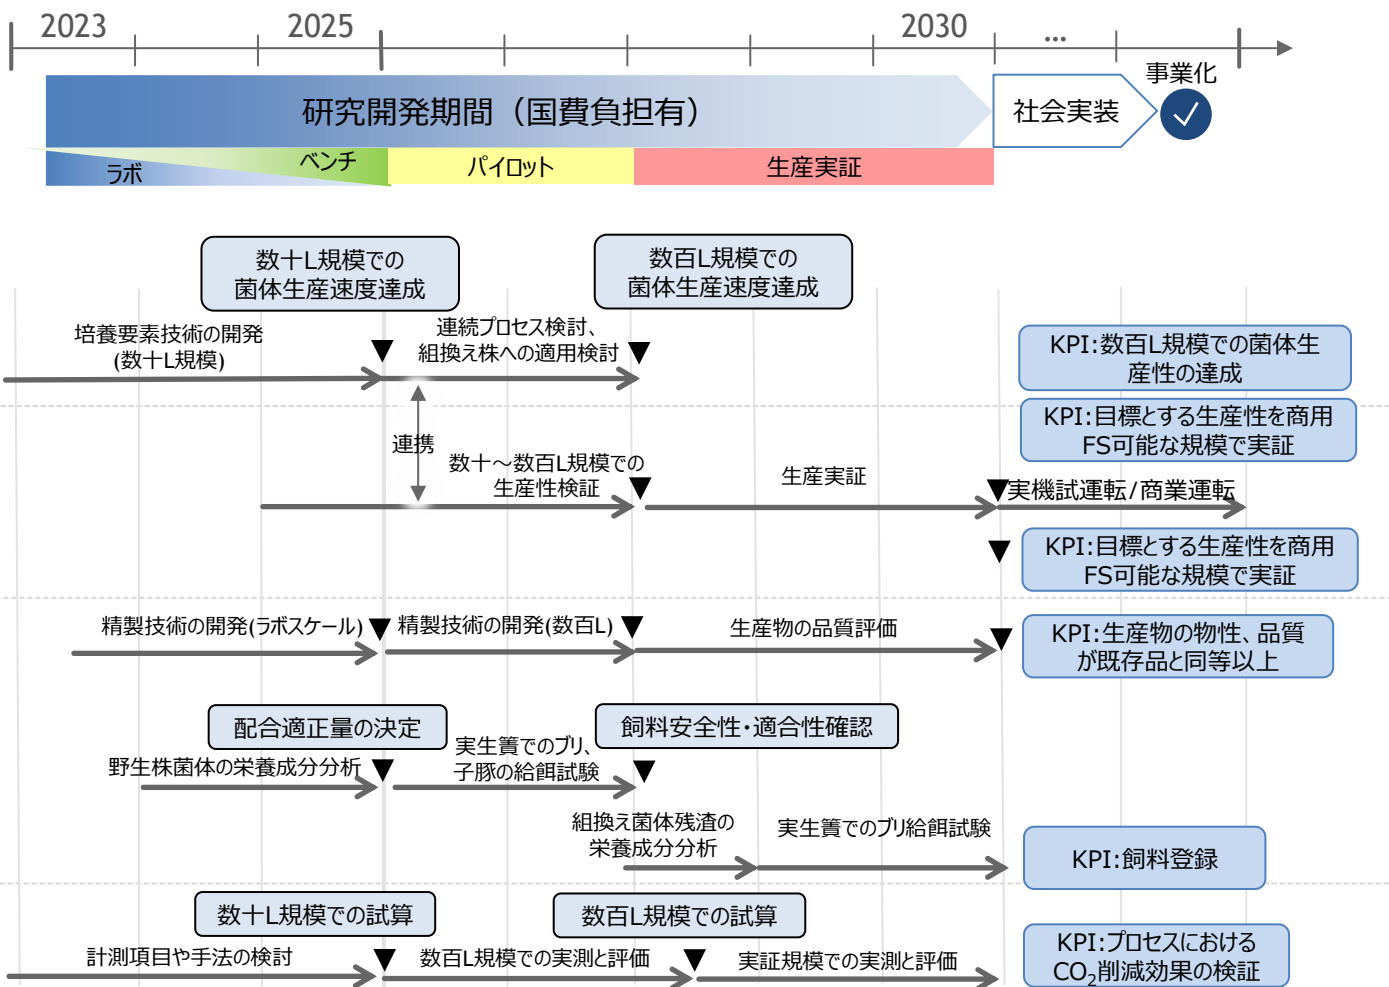 2023
2025
2030
…
事業化
研究開発期間（国費負担有）
社会実装
ラボ
ベンチ
パイロット
生産実証
数十L規模での
菌体生産速度達成
数百L規模での
菌体生産速度達成
培養要素技術の開発
(数十L規模)
連続プロセス検討、
組換え株への適用検討
KPI:数百L規模での菌体生
産性の達成
KPI:目標とする生産性を商用
FS可能な規模で実証
連携
数十～数百L規模での
生産性検証
生産実証
実機試運転/商業運転
KPI:目標とする生産性を商用
FS可能な規模で実証
精製技術の開発(ラボスケール)
精製技術の開発(数百L)
生産物の品質評価
KPI:生産物の物性、品質
が既存品と同等以上
配合適正量の決定
飼料安全性・適合性確認
野生株菌体の栄養成分分析
実生簀でのブリ、
子豚の給餌試験
組換え菌体残渣の
栄養成分分析
実生簀でのブリ給餌試験
KPI:飼料登録
数十L規模での試算
数百L規模での試算
計測項目や手法の検討
数百L規模での実測と評価
実証規模での実測と評価
KPI:プロセスにおける
CO2削減効果の検証